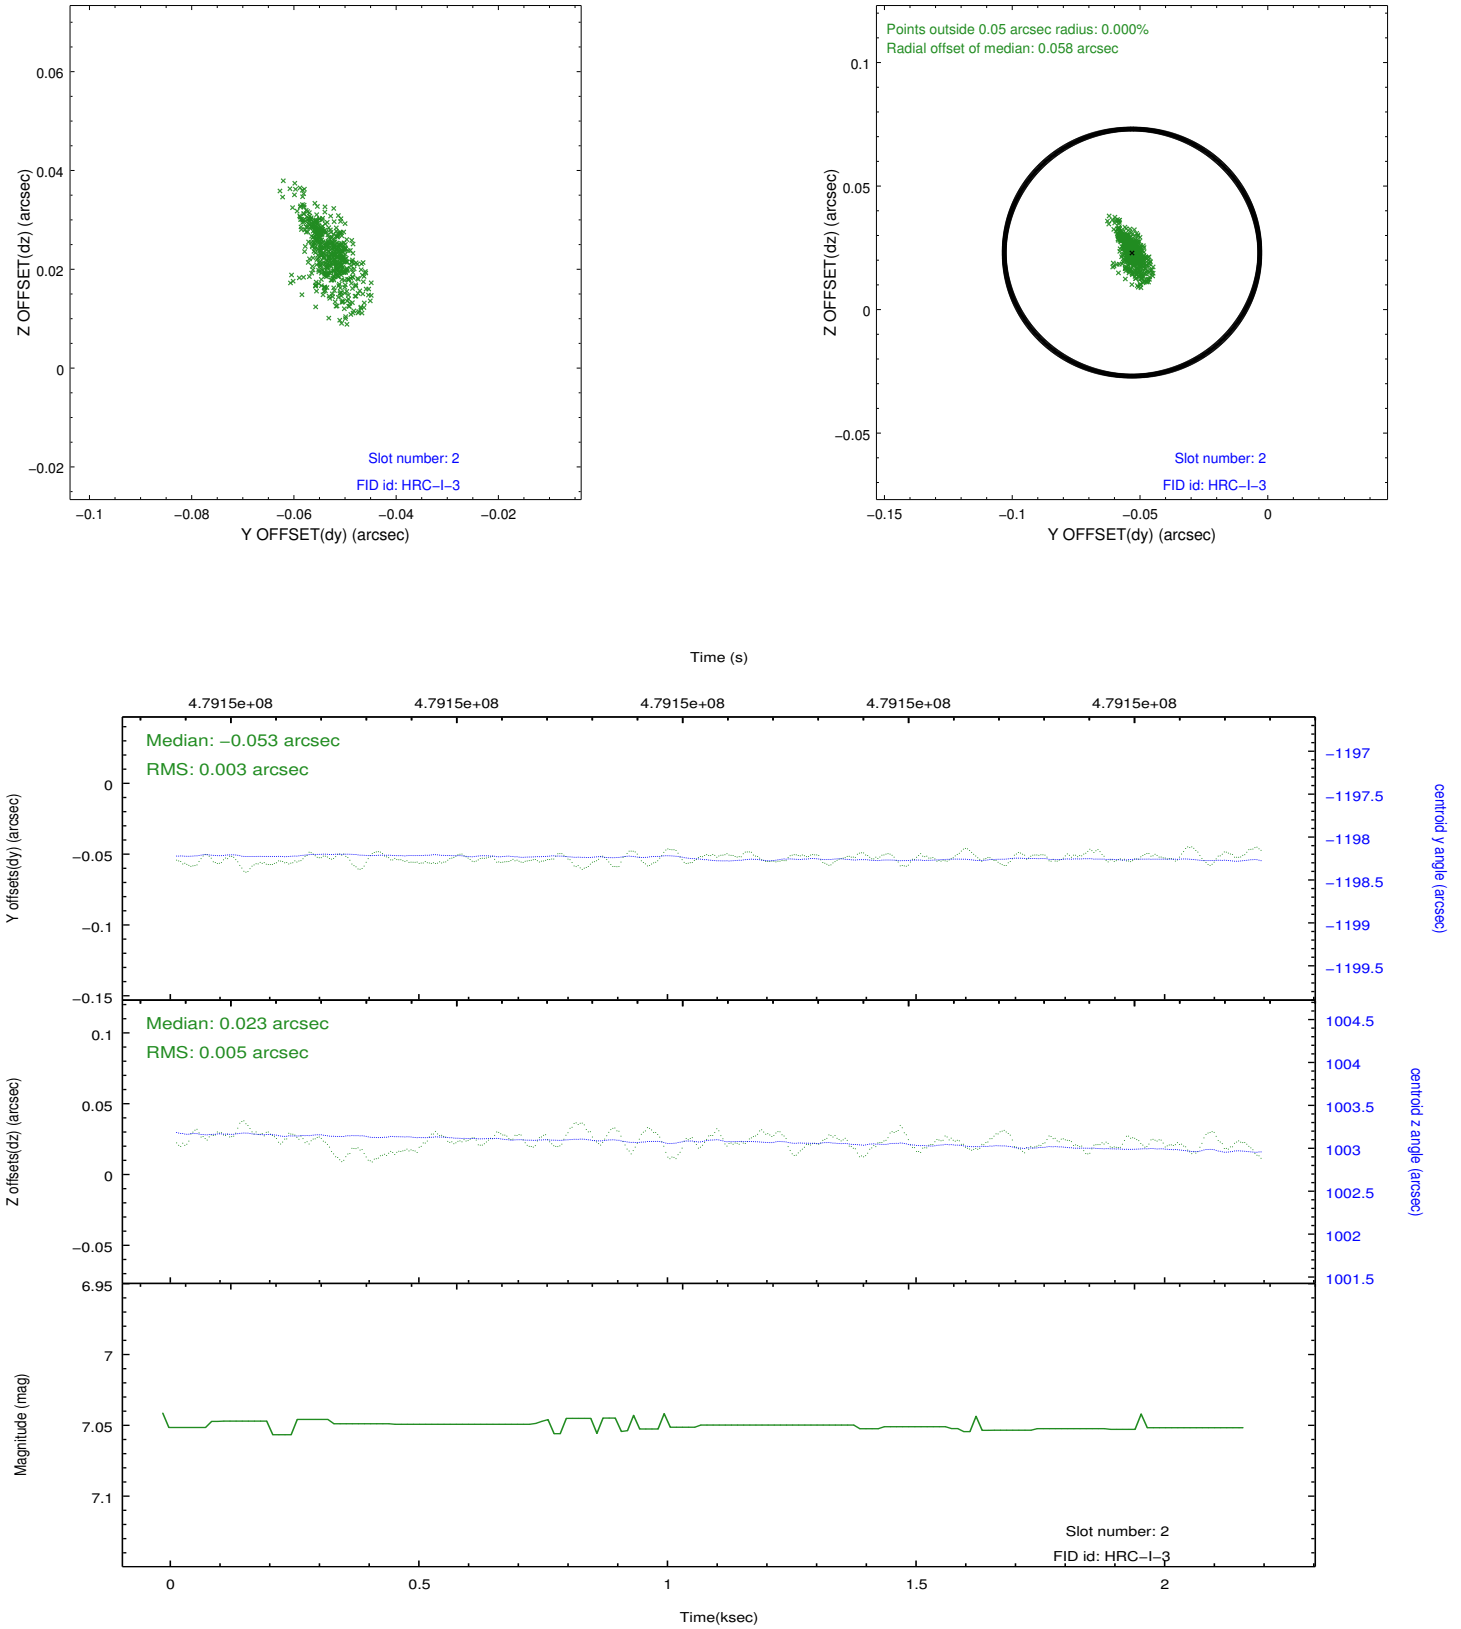 0.06
0.04
0.02
0
−0.02
−0.1
−0.08
−0.06
−0.04
−0.02
Z OFFSET(dz) (arcsec)
Y OFFSET(dy) (arcsec)
Slot number: 2
FID id: HRC−I−3
Points outside 0.05 arcsec radius: 0.000%
Radial offset of median: 0.058 arcsec
0.1
0.05
0
−0.05
−0.15
−0.1
−0.05
0
Z OFFSET(dz) (arcsec)
Y OFFSET(dy) (arcsec)
Slot number: 2
FID id: HRC−I−3
Time (s)
4.7915e+08
4.7915e+08
4.7915e+08
4.7915e+08
4.7915e+08
Median: −0.053 arcsec
RMS: 0.003 arcsec
0
−0.05
−0.1
−0.15
Y offsets(dy) (arcsec)
−1197
−1197.5
−1198
−1198.5
−1199
−1199.5
centroid y angle (arcsec)
Median: 0.023 arcsec
RMS: 0.005 arcsec
0.1
0.05
0
−0.05
Z offsets(dz) (arcsec)
1004.5
1004
1003.5
1003
1002.5
1002
1001.5
centroid z angle (arcsec)
6.95
7
7.05
7.1
Magnitude (mag)
Slot number: 2
FID id: HRC−I−3
0
0.5
1
1.5
2
Time(ksec)